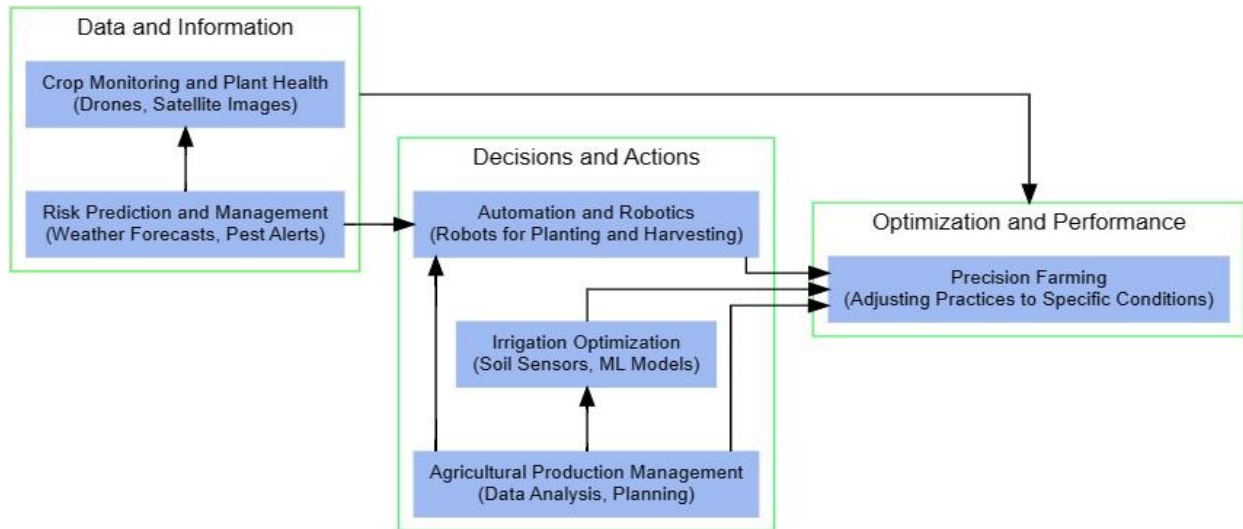 Data and Information
Crop Monitoring and Plant Health
(Drones, Satellite Images)
Risk Prediction and Management
(Weather Forecasts, Pest Alerts)
Decisions and Actions
Automation and Robotics
(Robots for Planting and Harvesting)
Irrigation Optimization
(Soil Sensors, ML Models)
Agricultural Production Management
(Data Analysis, Planning)
Optimization and Performance
Precision Farming
(Adjusting Practices to Specific Conditions)